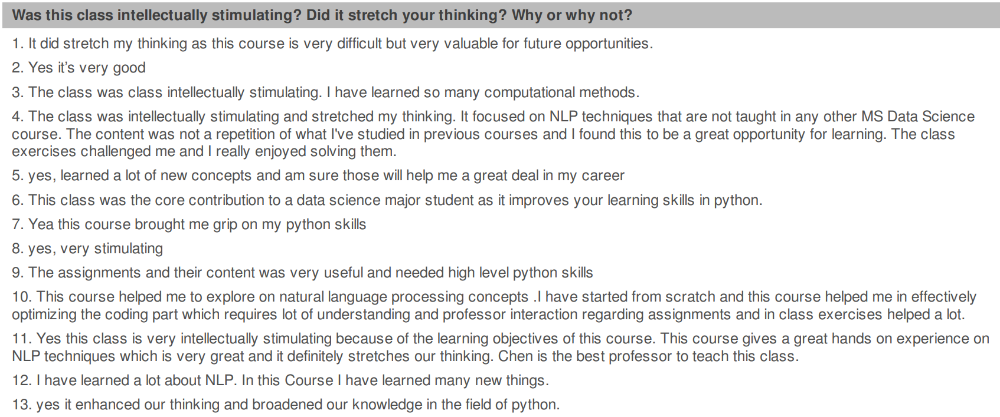 Was this class intellectually stimulating? Did it stretch your thinking? Why or why not?
1. It did stretch my thinking as this course is very difficult but very valuable for future opportunities.
2. Yes it’s very good
3. The class was class intellectually stimulating. I have learned so many computational methods.
4. The class was intellectually stimulating and stretched my thinking. It focused on NLP techniques that are not taught in any other MS Data Science
course. The content was not a repetition of what I've studied in previous courses and I found this to be a great opportunity for learning. The class
exercises challenged me and I really enjoyed solving them.
5. yes, learned a lot of new concepts and am sure those will help me a great deal in my career
6. This class was the core contribution to a data science major student as it improves your learning skills in python.
7. Yea this course brought me grip on my python skills
8. yes, very stimulating
9. The assignments and their content was very useful and needed high level python skills
10. This course helped me to explore on natural language processing concepts .I have started from scratch and this course helped me in effectively
optimizing the coding part which requires lot of understanding and professor interaction regarding assignments and in class exercises helped a lot.
11. Yes this class is very intellectually stimulating because of the learning objectives of this course. This course gives a great hands on experience on
NLP techniques which is very great and it definitely stretches our thinking. Chen is the best professor to teach this class.
12. I have learned a lot about NLP. In this Course I have learned many new things.
13. yes it enhanced our thinking and broadened our knowledge in the field of python.